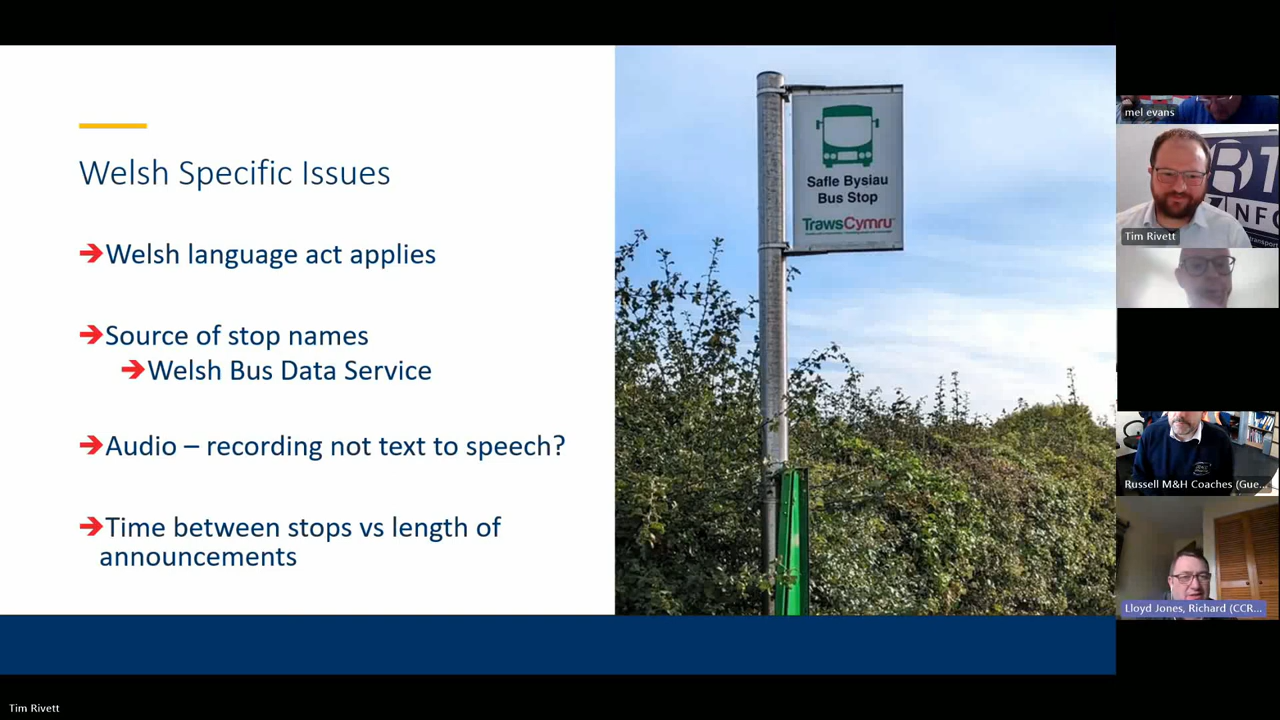 Welsh Specific Issues
➔Welsh language act applies
➔Source of stop names
➔Welsh Bus Data Service
➔Audio – recording not text to speech?
➔Time between stops vs length of
announcements
Safle Bysiau
Bus Stop
TrawsCymru
mel evans
Tim Rivett
Russell M&H Coaches (Gue...
Lloyd Jones, Richard (CCR...
Tim Rivett